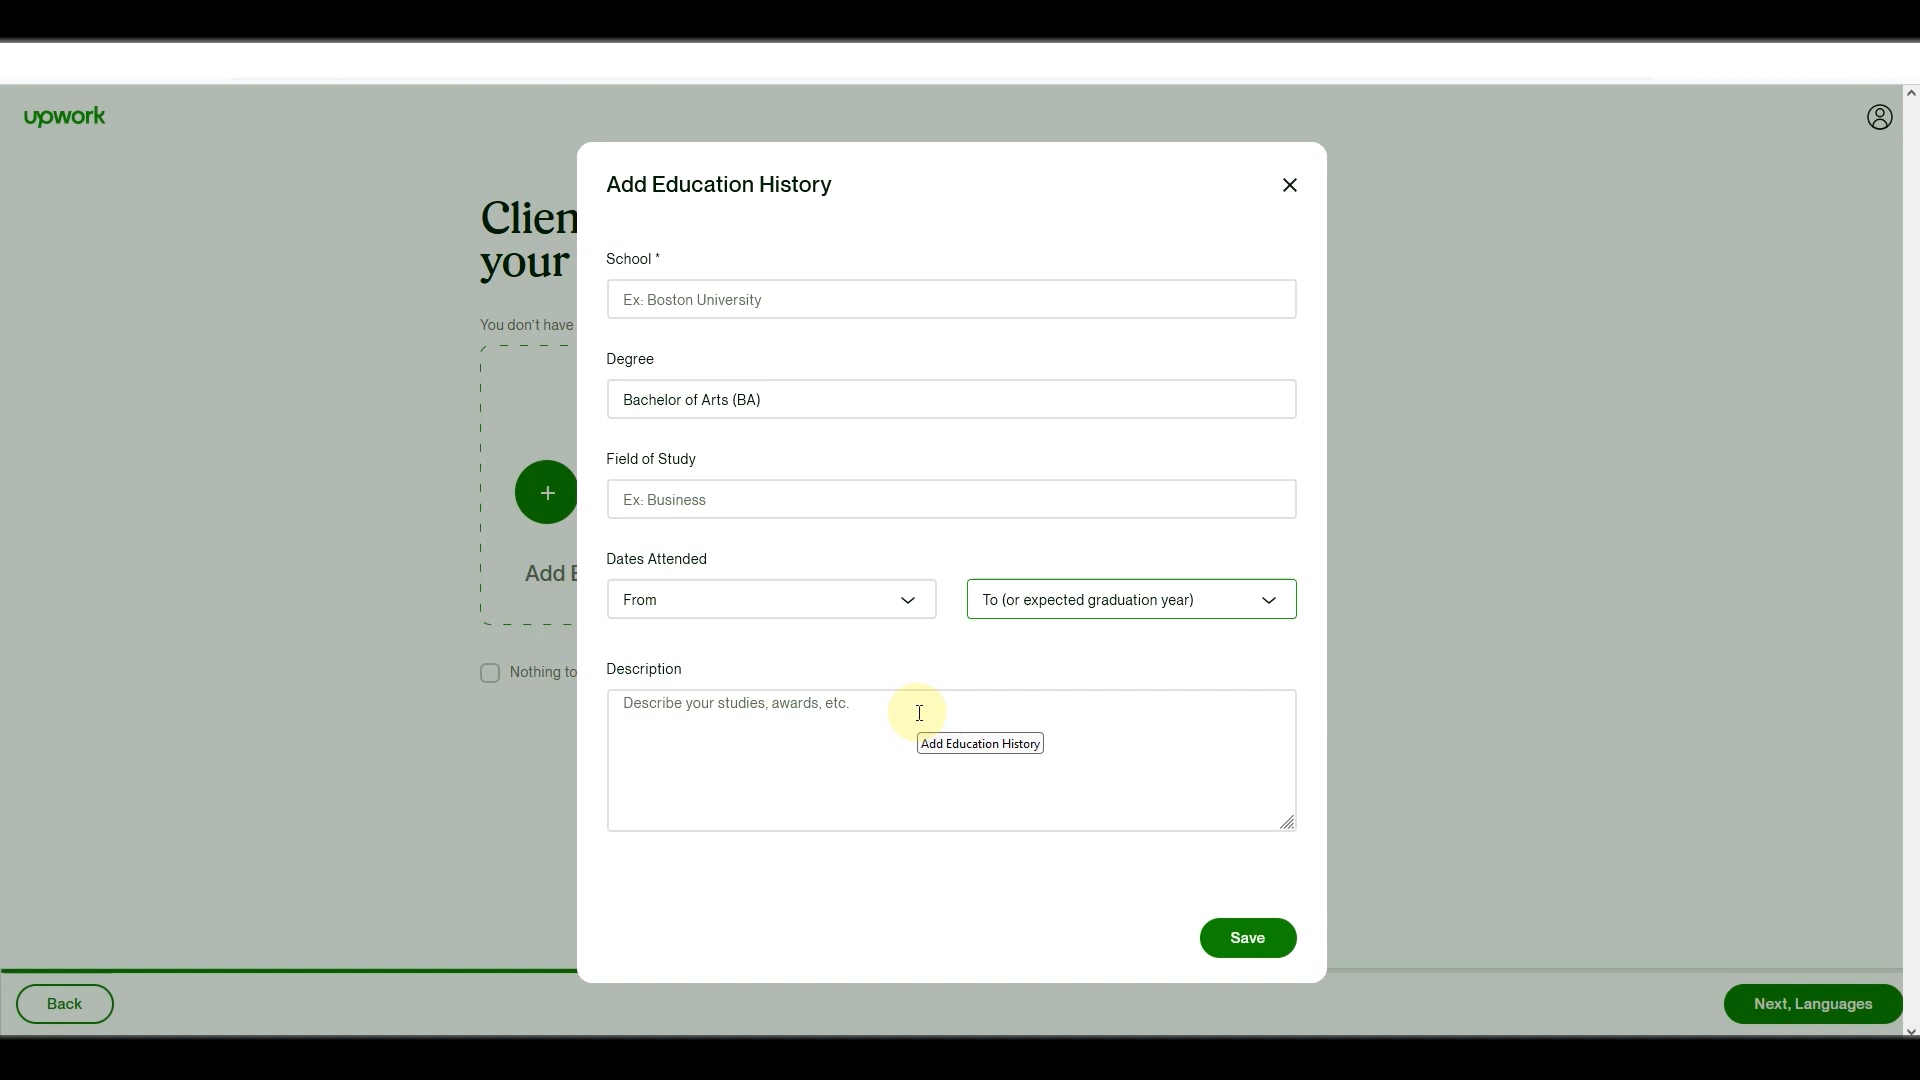 upwork
Clien
your
You don't have
Add E
Nothing to
Add Education History
School *
Ex: Boston University
Degree
Bachelor of Arts (BA)
Field of Study
Ex: Business
Dates Attended
From
To (or expected graduation year)
Description
Describe your studies, awards, etc.
Add Education History
Save
Back
Next, Languages